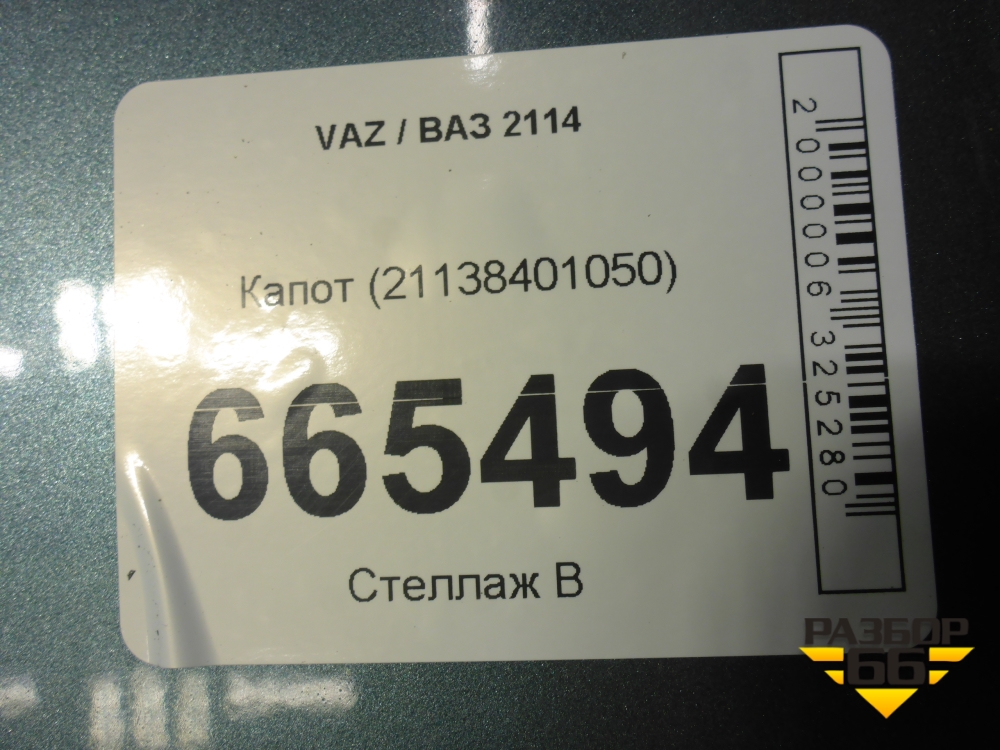 VAZ / ВАЗ 2114
Капот (21138401050)
665494
Стеллаж В
2000006325280
РАЗБОР
66